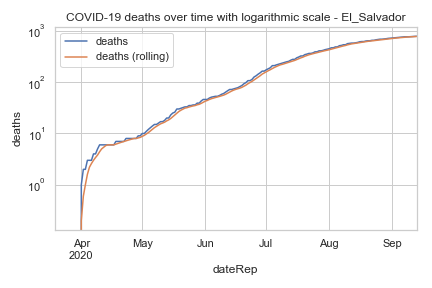 COVID-19 deaths over time with logarithmic scale - El_Salvador
deaths
deaths (rolling)
10³
10²
10¹
10⁰
deaths
Apr May Jun Jul Aug Sep
2020
dateRep